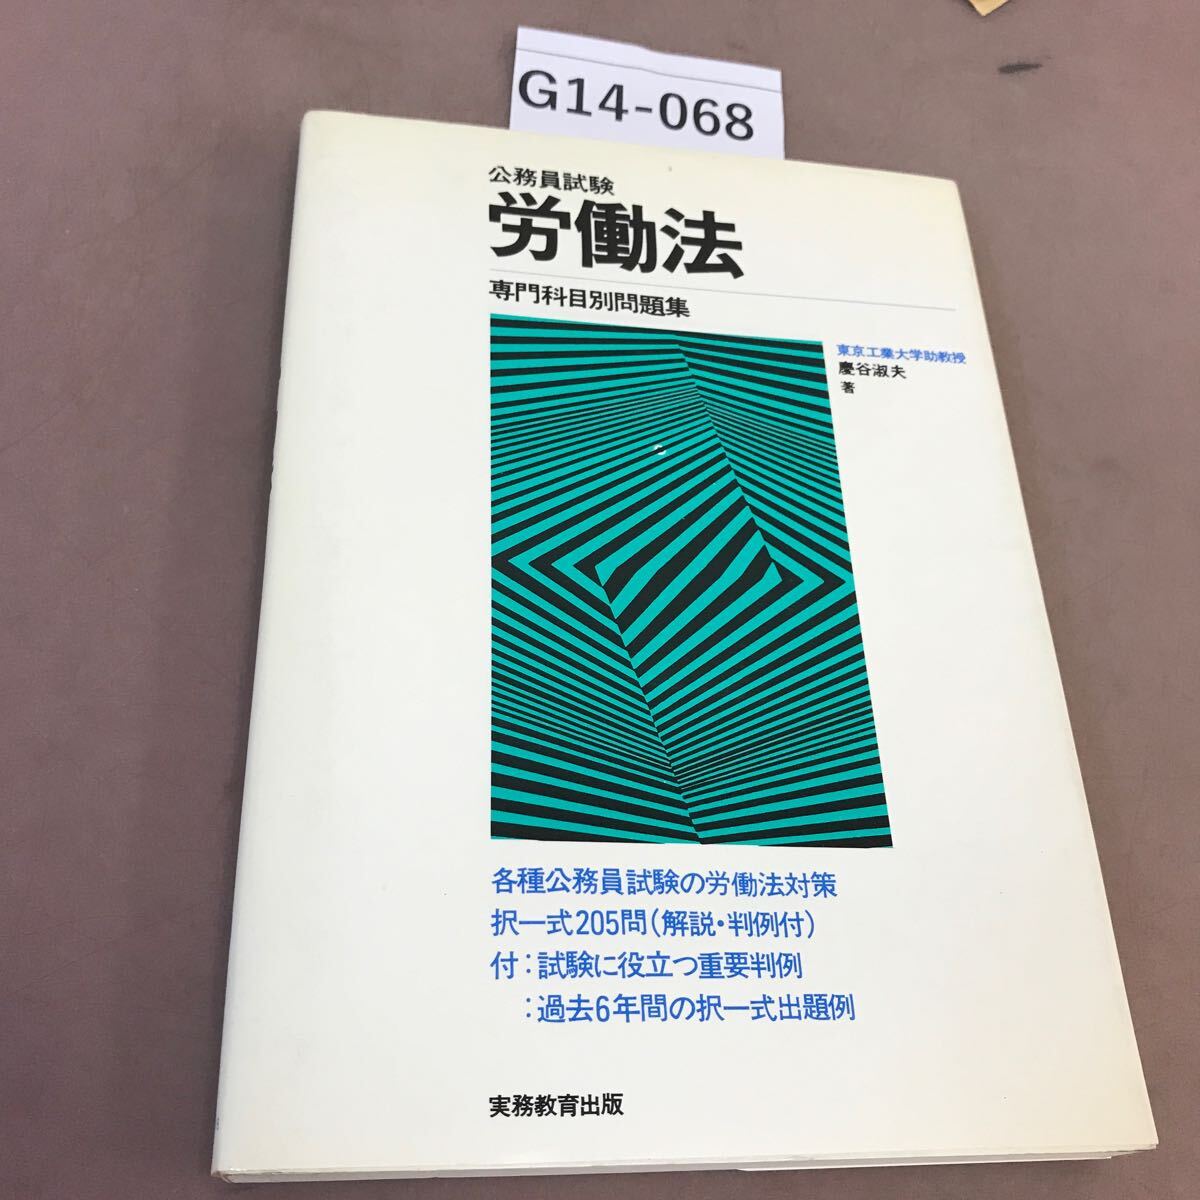 G14-068
公務員試験
労働法
専門科目別問題集
東京工業大学助教授
慶谷淑夫
著
各種公務員試験の労働法対策
択一式205問(解説・判例付)
付:試験に役立つ重要判例
:過去6年間の択一式出題例
実務教育出版